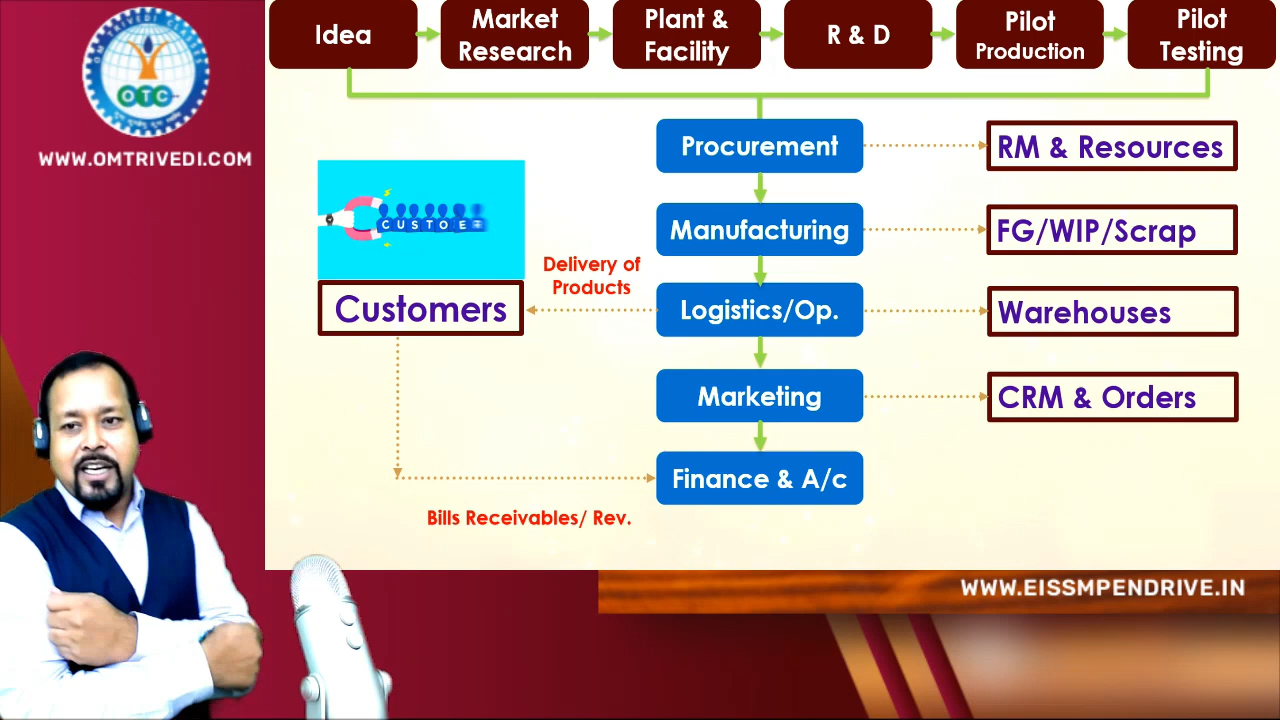 Idea
Market
Research
Plant &
Facility
R & D
Pilot
Production
Pilot
Testing
OTC
WWW.OMTRIVEDI.COM
Procurement
RM & Resources
Manufacturing
FG/WIP/Scrap
CUSTOME
Delivery of
Products
Customers
Logistics/Op.
Warehouses
Marketing
CRM & Orders
Finance & A/c
Bills Receivables/ Rev.
WWW.EISSMPENDRIVE.IN